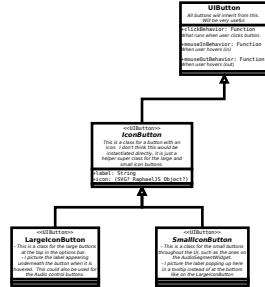 UIButton
All buttons will inherit from this.
Will be very useful.
+clickBehavior: Function
What runs when user clicks button.
+mouseInBehavior: Function
When user hovers (in)
+mouseOutBehavior: Function
When user hovers (out)
<<UIButton>>
IconButton
This is a class for a button with an
icon. I don't think this would be
instantiated directly, it is just a
helper super class for the large and
small icon buttons.
+label: String
+icon: (SVG? RaphaelJS Object?)
<<UIButton>>
LargeIconButton
- This is a class for the large buttons
at the top in the options bar.
- I picture the label appearing
underneath the button when it is
hovered. This could also be used for
the Audio control buttons.
<<UIButton>>
SmallIconButton
- This is a class for the small buttons
throughout the UI, such as the ones on
the AudioSegmentWidget.
- I picture the label popping up here
in a tooltip instead of at the bottom
like on the LargeIconButton